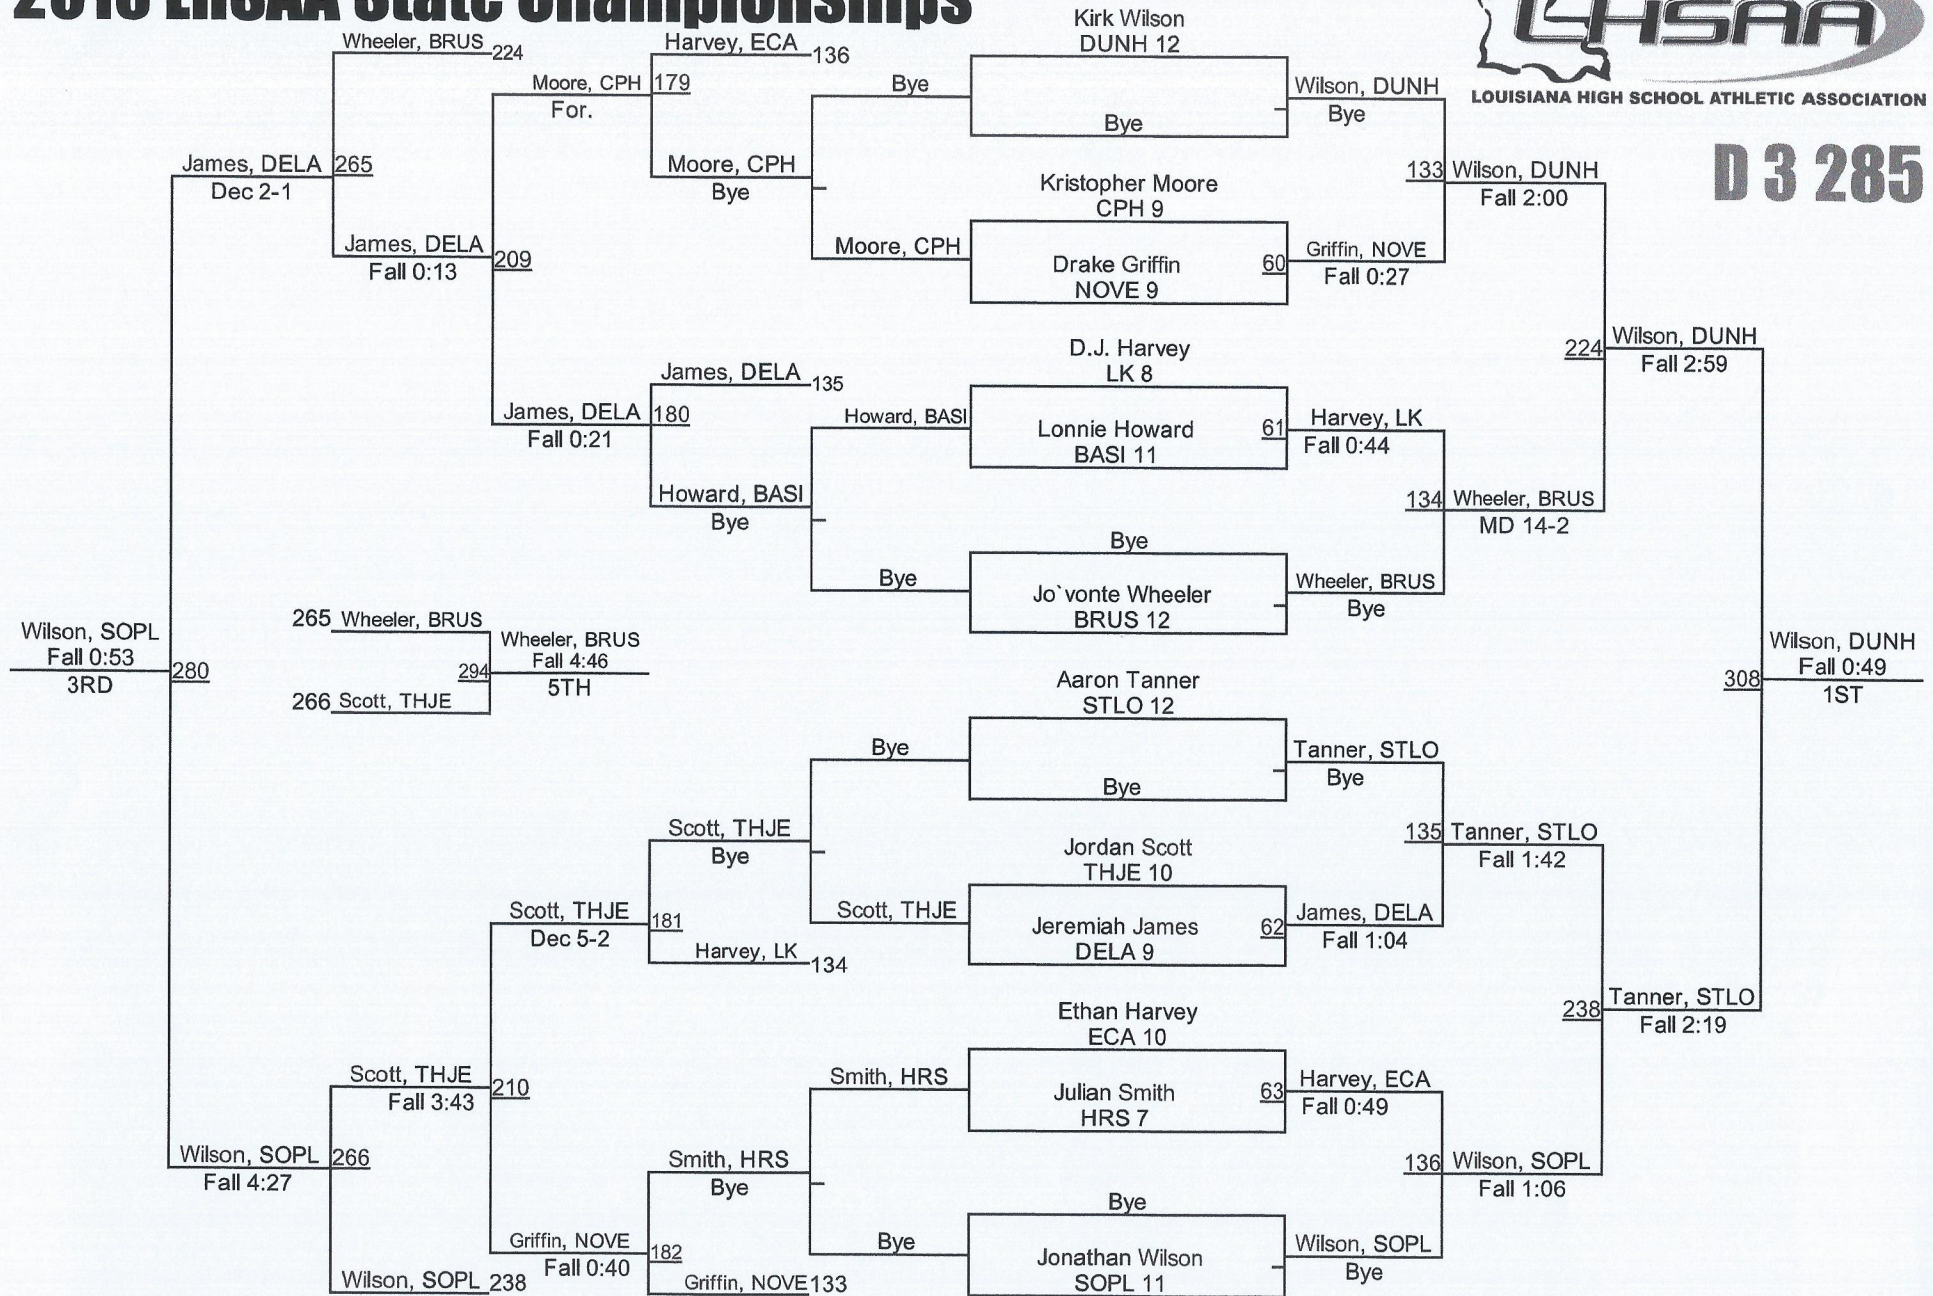 2016 LHSAA State Championships
LHSAA
LOUISIANA HIGH SCHOOL ATHLETIC ASSOCIATION
D 3 285
Kirk Wilson
DUNH 12
Bye
Kristopher Moore
CPH 9
Drake Griffin
NOVE 9
60
D.J. Harvey
LK 8
Lonnie Howard
BASI 11
61
Bye
Jo`vonte Wheeler
BRUS 12
Aaron Tanner
STLO 12
Bye
Jordan Scott
THJE 10
Jeremiah James
DELA 9
62
Ethan Harvey
ECA 10
Julian Smith
HRS 7
63
Bye
Jonathan Wilson
SOPL 11
Wilson, DUNH
Bye
Griffin, NOVE
Fall 0:27
Harvey, LK
Fall 0:44
Wheeler, BRUS
Bye
Tanner, STLO
Bye
James, DELA
Fall 1:04
Harvey, ECA
Fall 0:49
Wilson, SOPL
Bye
133 Wilson, DUNH
Fall 2:00
134 Wheeler, BRUS
MD 14-2
135 Tanner, STLO
Fall 1:42
136 Wilson, SOPL
Fall 1:06
224 Wilson, DUNH
Fall 2:59
238 Tanner, STLO
Fall 2:19
308 Wilson, DUNH
Fall 0:49
1ST
Bye
Moore, CPH
Howard, BASI
Bye
Bye
Scott, THJE
Smith, HRS
Bye
Harvey, ECA 136
Moore, CPH
Bye
James, DELA 135
Howard, BASI
Bye
Scott, THJE
Bye
Harvey, LK 134
Smith, HRS
Bye
Griffin, NOVE 133
Moore, CPH 179
For.
James, DELA 180
Fall 0:21
Scott, THJE 181
Dec 5-2
Griffin, NOVE 182
Fall 0:40
Wheeler, BRUS 224
James, DELA 209
Fall 0:13
Scott, THJE 210
Fall 3:43
Wilson, SOPL 238
James, DELA 265
Dec 2-1
Wilson, SOPL 266
Fall 4:27
Wilson, SOPL
Fall 0:53
280
3RD
265 Wheeler, BRUS
266 Scott, THJE
294
Wheeler, BRUS
Fall 4:46
5TH